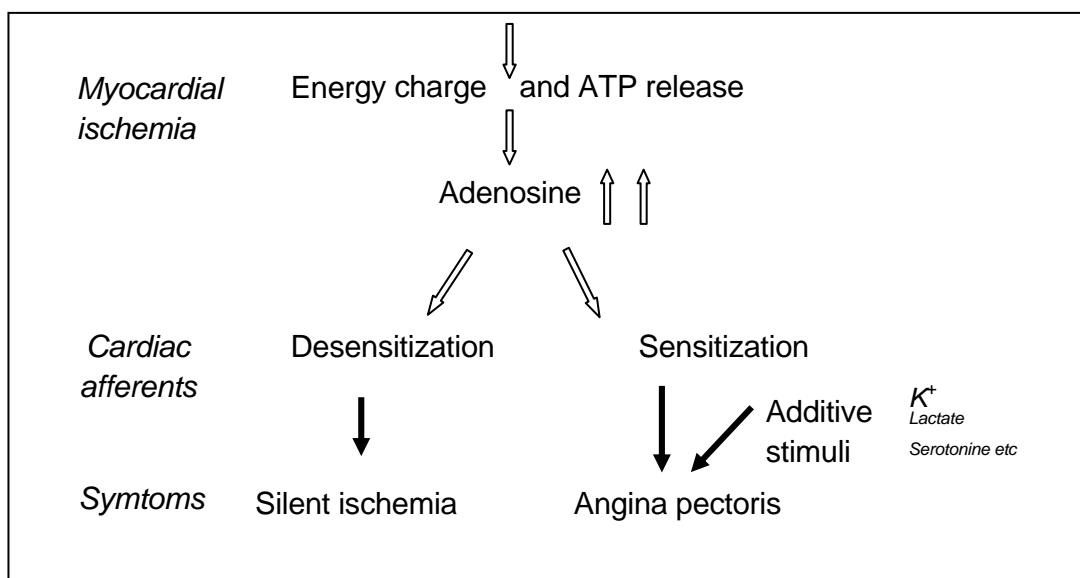 Myocardial
ischemia
Energy charge and ATP release
Adenosine
Cardiac
afferents
Desensitization
Sensitization
Additive
stimuli
K⁺
Lactate
Serotonine etc
Symtoms
Silent ischemia
Angina pectoris